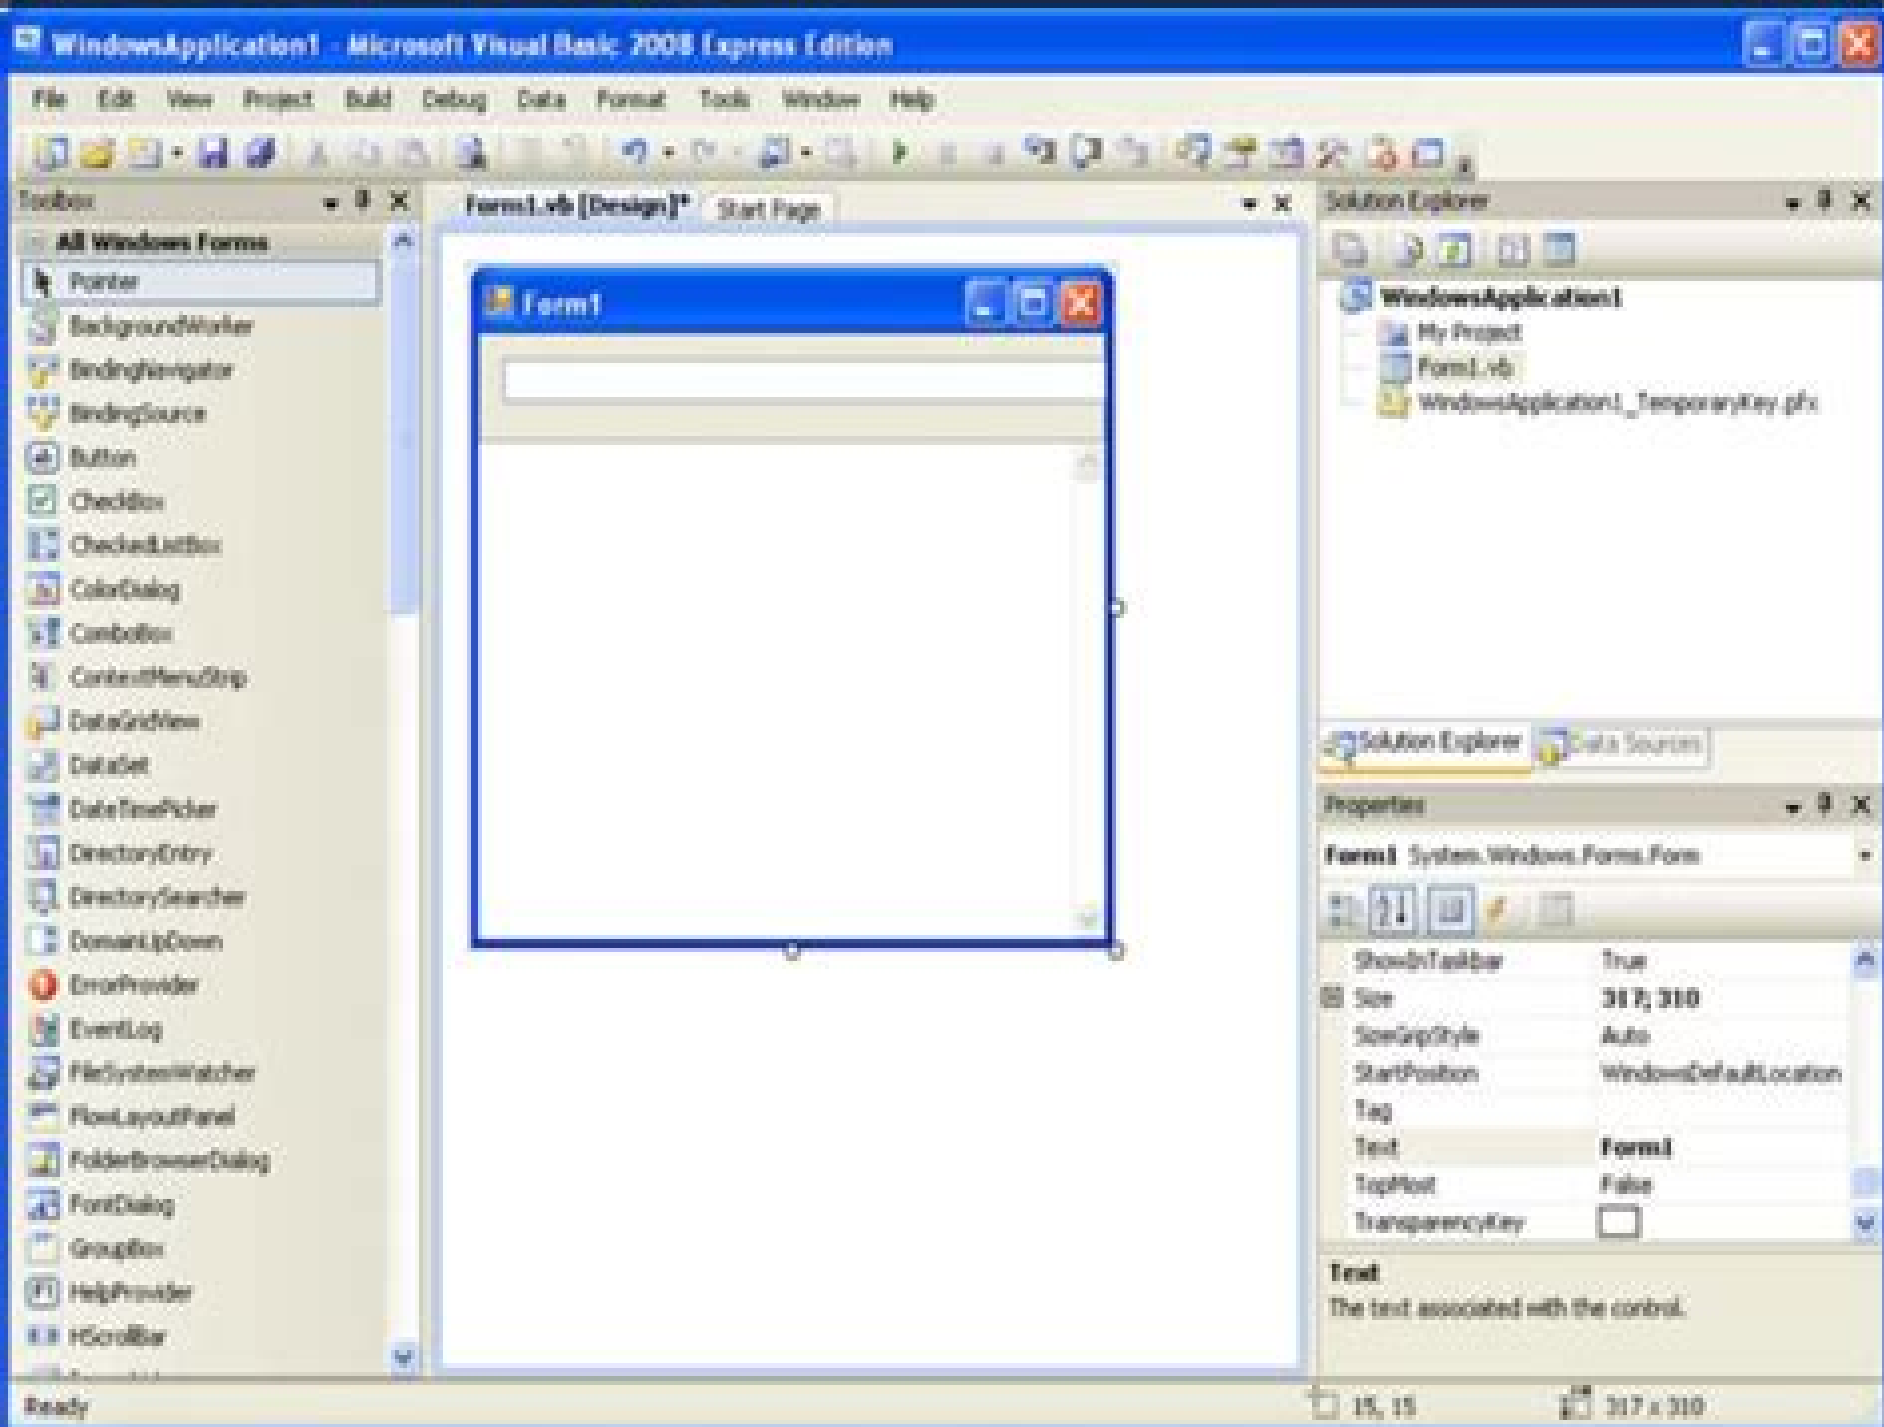 WindowsApplication1 - Microsoft Visual Basic 2008 Express Edition
File Edit View Project Build Debug Data Format Tools Window Help
Toolbox
All Windows Forms
Pointer
BackgroundWorker
BindingNavigator
BindingSource
Button
CheckBox
CheckedListBox
ColorDialog
ComboBox
ContextMenuStrip
DataGridView
DataSet
DateTimePicker
DirectoryEntry
DirectorySearcher
DomainUpDown
ErrorProvider
EventLog
FileSystemWatcher
FlowLayoutPanel
FolderBrowserDialog
FontDialog
GroupBox
HelpProvider
HScrollBar
Form1.vb [Design]* Start Page
Form1
Solution Explorer
WindowsApplication1
My Project
Form1.vb
WindowsApplication1_TemporaryKey.pfx
Solution Explorer Data Sources
Properties
Form1 System.Windows.Forms.Form
ShowInTaskbar True
Size 317; 310
SizeGripStyle Auto
StartPosition WindowsDefaultLocation
Tag
Text Form1
TopMost False
TransparencyKey
Text
The text associated with the control.
Ready 15, 15 317 x 310